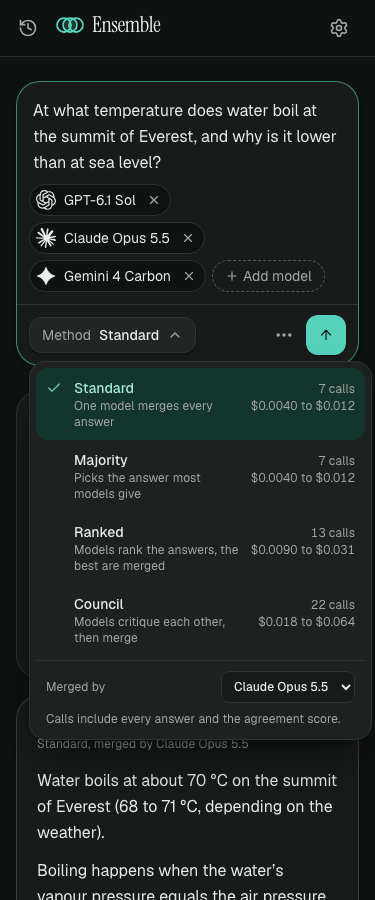 Ensemble
At what temperature does water boil at
the summit of Everest, and why is it lower
than at sea level?
GPT-6.1 Sol ×
Claude Opus 5.5 ×
Gemini 4 Carbon ×
+ Add model
Method Standard
Standard
7 calls
One model merges every
answer
$0.0040 to $0.012
Majority
7 calls
Picks the answer most
models give
$0.0040 to $0.012
Ranked
13 calls
Models rank the answers, the
best are merged
$0.0090 to $0.031
Council
22 calls
Models critique each other,
then merge
$0.018 to $0.064
Merged by
Claude Opus 5.5
Calls include every answer and the agreement score.
Standard, merged by Claude Opus 5.5
Water boils at about 70 °C on the summit
of Everest (68 to 71 °C, depending on the
weather).
Boiling happens when the water’s
vapour pressure equals the air pressure